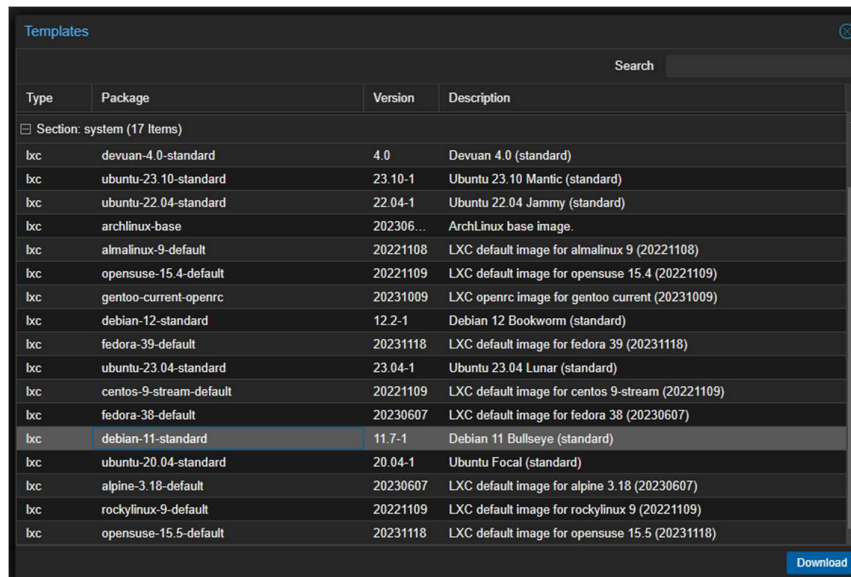 Templates
Search
Type Package Version Description
Section: system (17 Items)
lxc devuan-4.0-standard 4.0 Devuan 4.0 (standard)
lxc ubuntu-23.10-standard 23.10-1 Ubuntu 23.10 Mantic (standard)
lxc ubuntu-22.04-standard 22.04-1 Ubuntu 22.04 Jammy (standard)
lxc archlinux-base 202306... ArchLinux base image.
lxc almalinux-9-default 20221108 LXC default image for almalinux 9 (20221108)
lxc opensuse-15.4-default 20221109 LXC default image for opensuse 15.4 (20221109)
lxc gentoo-current-openrc 20231009 LXC openrc image for gentoo current (20231009)
lxc debian-12-standard 12.2-1 Debian 12 Bookworm (standard)
lxc fedora-39-default 20231118 LXC default image for fedora 39 (20231118)
lxc ubuntu-23.04-standard 23.04-1 Ubuntu 23.04 Lunar (standard)
lxc centos-9-stream-default 20221109 LXC default image for centos 9-stream (20221109)
lxc fedora-38-default 20230607 LXC default image for fedora 38 (20230607)
lxc debian-11-standard 11.7-1 Debian 11 Bullseye (standard)
lxc ubuntu-20.04-standard 20.04-1 Ubuntu Focal (standard)
lxc alpine-3.18-default 20230607 LXC default image for alpine 3.18 (20230607)
lxc rockylinux-9-default 20221109 LXC default image for rockylinux 9 (20221109)
lxc opensuse-15.5-default 20231118 LXC default image for opensuse 15.5 (20231118)
Download